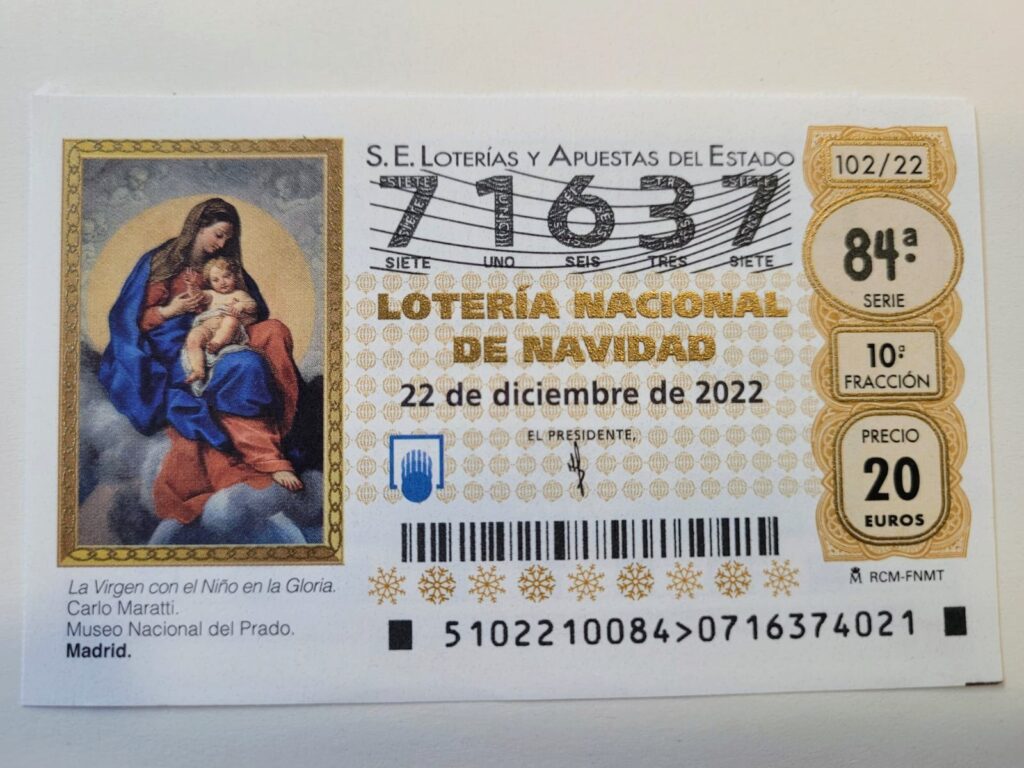 S. E. LOTERÍAS Y APUESTAS DEL ESTADO
71637
SIETE UNO SEIS TRES SIETE
LOTERÍA NACIONAL
DE NAVIDAD
22 de diciembre de 2022
EL PRESIDENTE,
102/22
84ª
SERIE
10ª
FRACCIÓN
PRECIO
20
EUROS
RCM-FNMT
La Virgen con el Niño en la Gloria.
Carlo Maratti.
Museo Nacional del Prado.
Madrid.
5102210084>0716374021